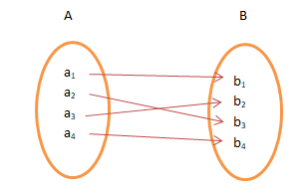 A B
a₁ b₁
a₂ b₂
a₃ b₃
a₄ b₄